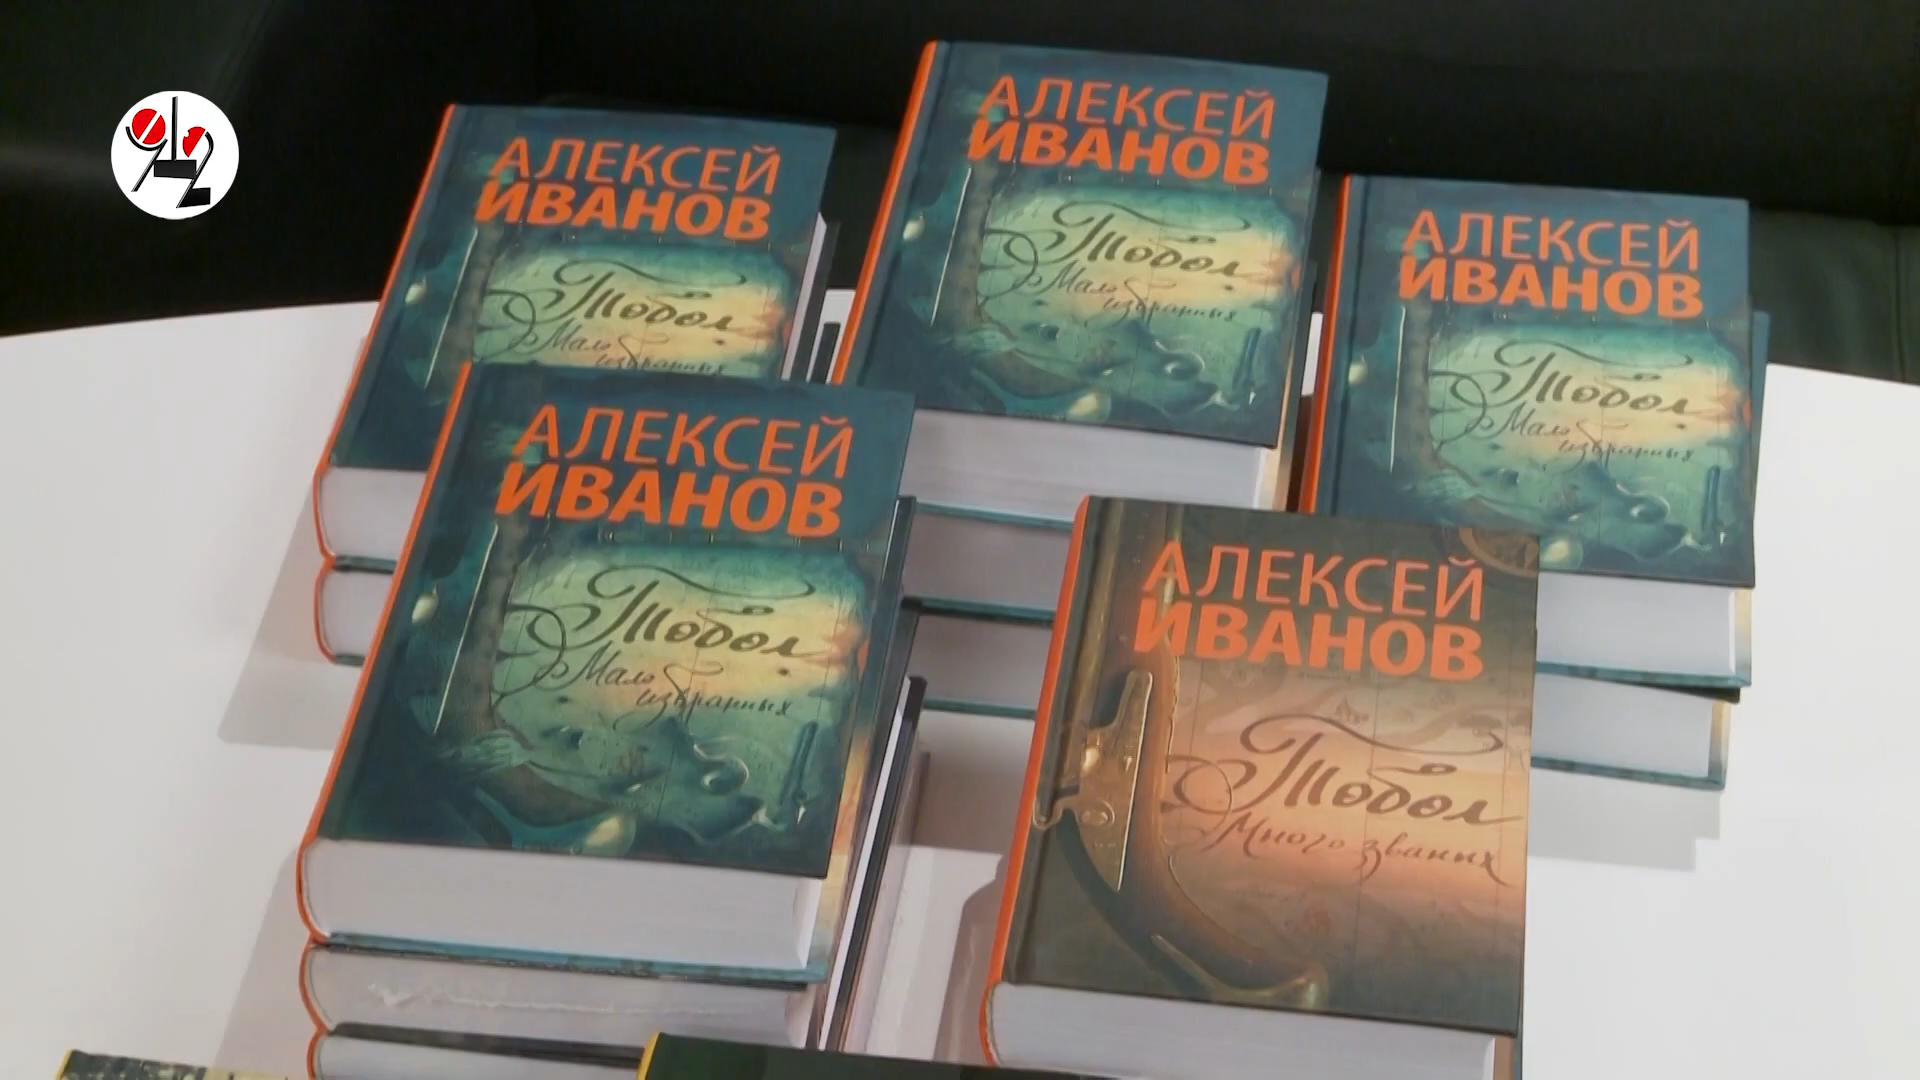 АЛЕКСЕЙ
ИВАНОВ
Тобол
Мало
избранных
АЛЕКСЕЙ
ИВАНОВ
Тобол
Мало
избранных
АЛЕКСЕЙ
ИВАНОВ
Тобол
Мало
избранных
АЛЕКСЕЙ
ИВАНОВ
Тобол
Мало
избранных
АЛЕКСЕЙ
ИВАНОВ
Тобол
Много званых